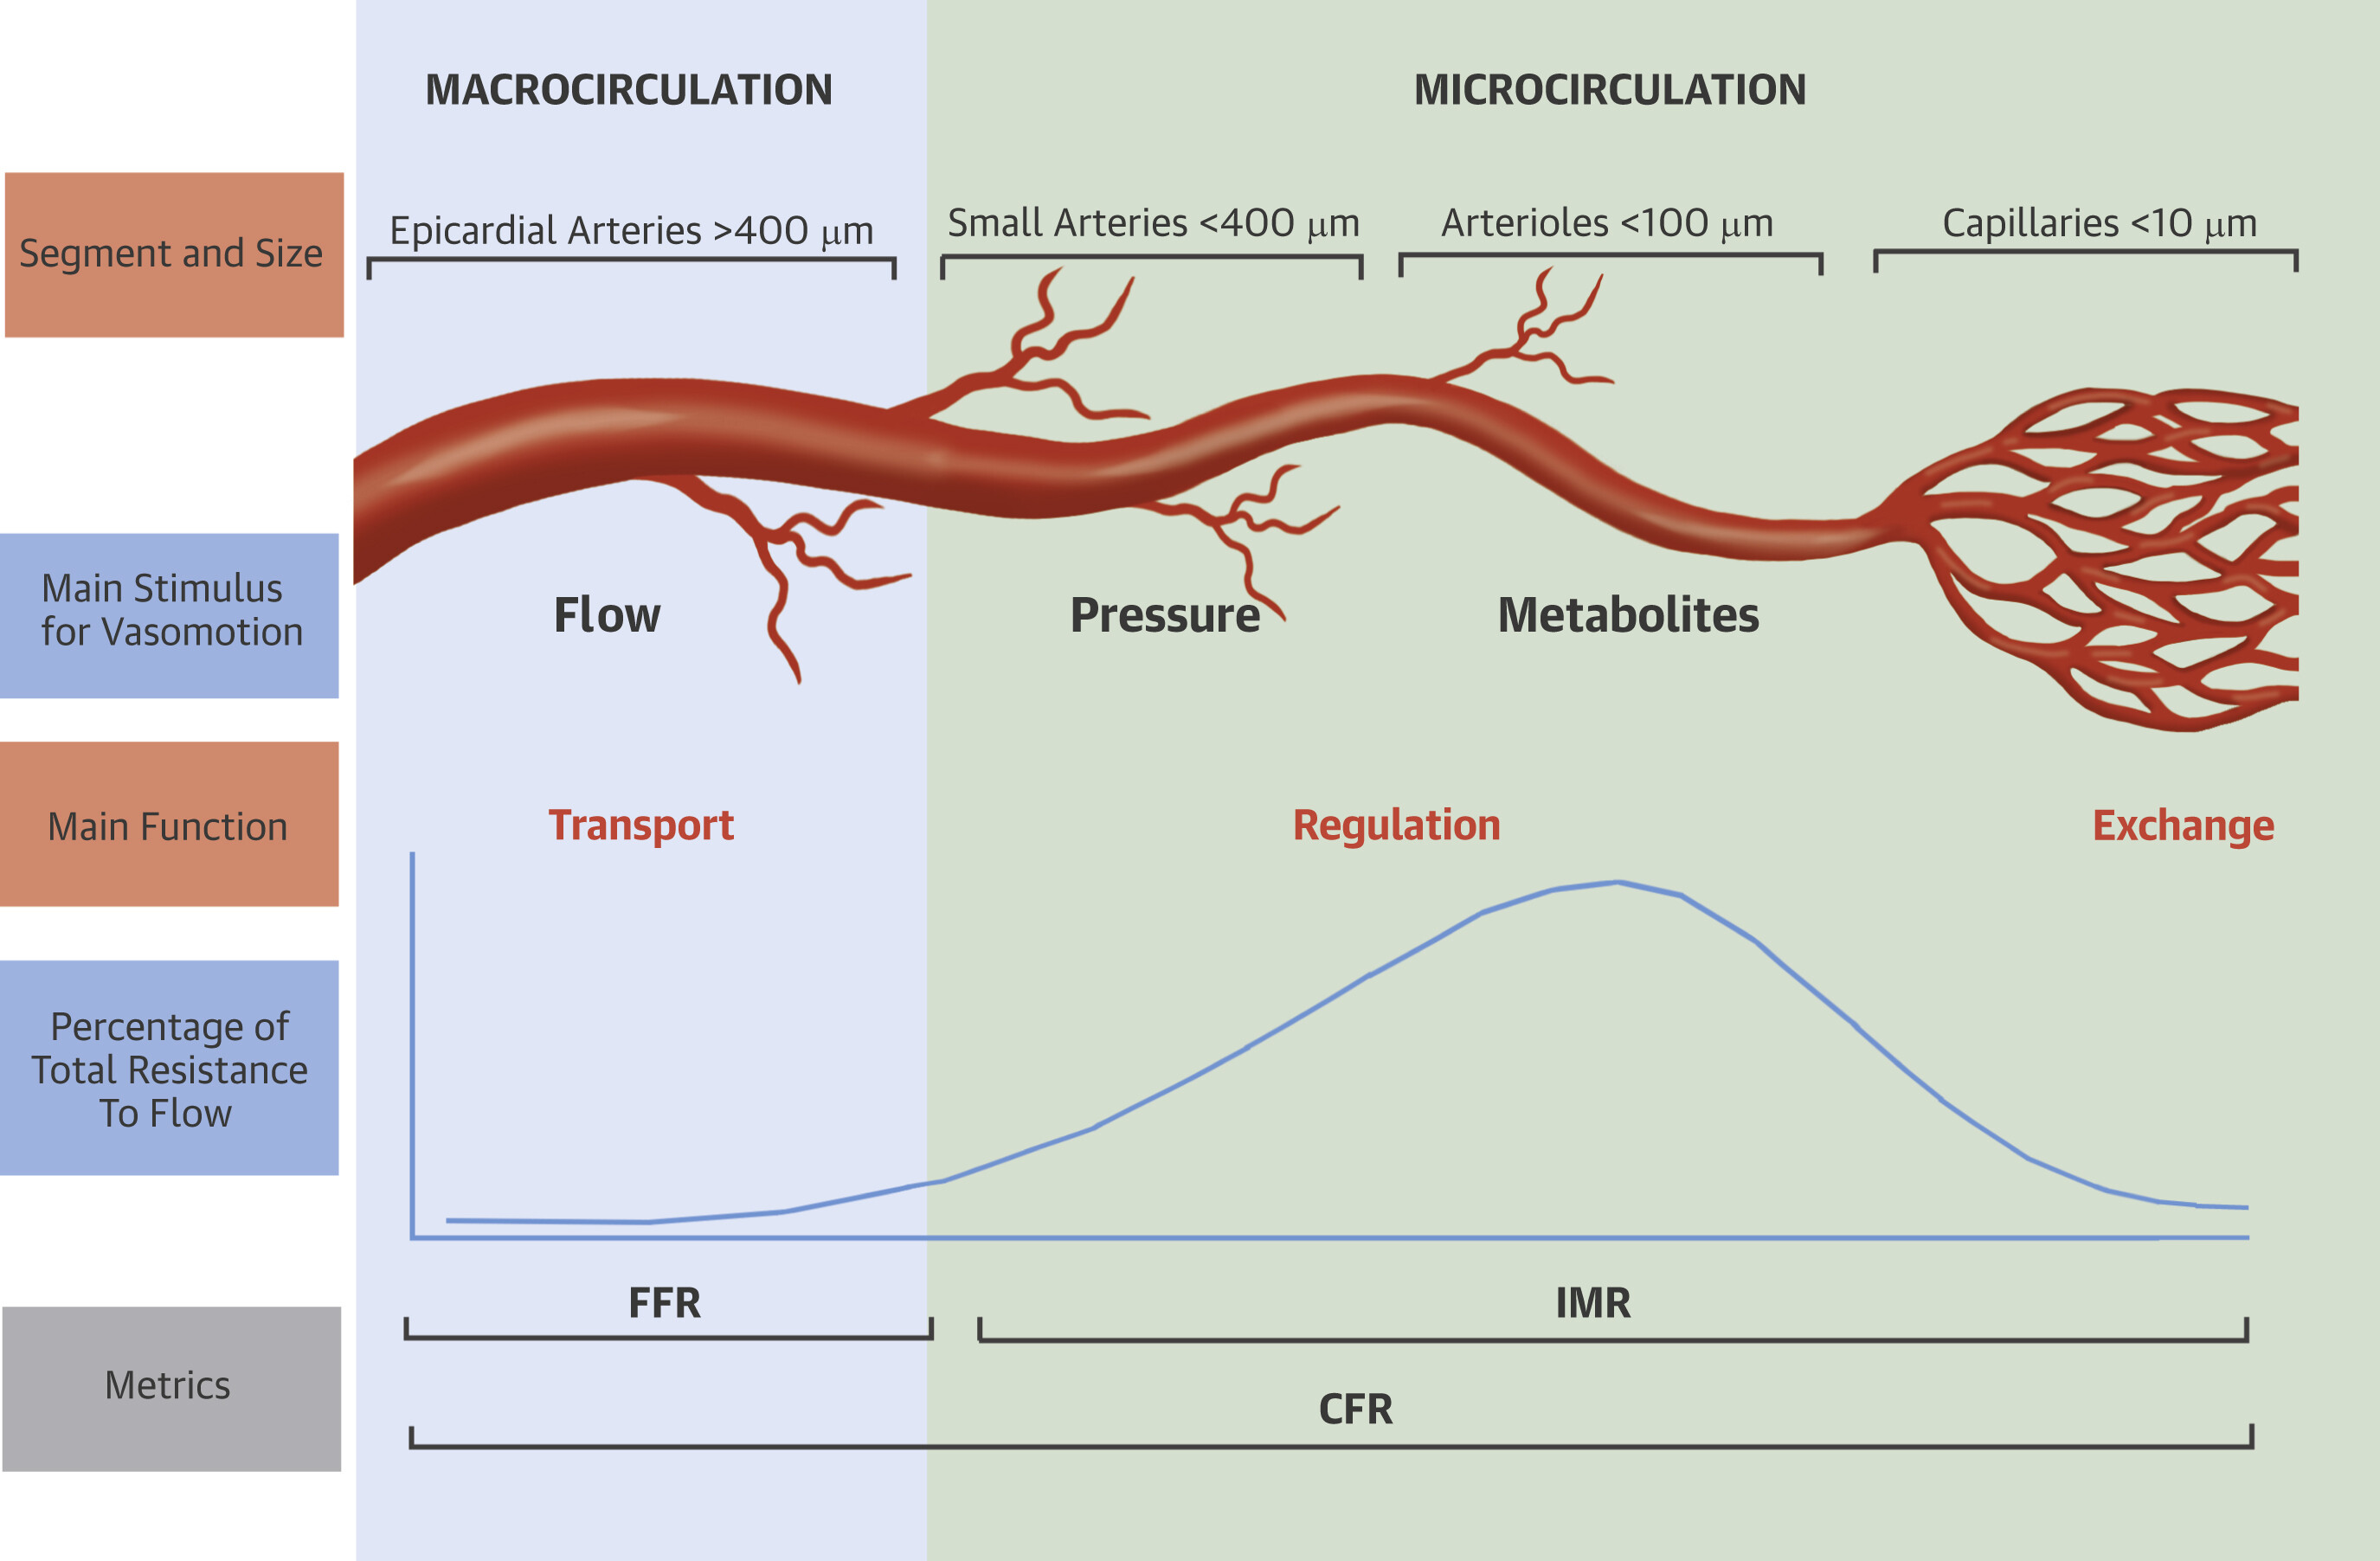 MACROCIRCULATION
MICROCIRCULATION
Segment and Size
Epicardial Arteries >400 μm
Small Arteries <400 μm
Arterioles <100 μm
Capillaries <10 μm
Main Stimulus
for Vasomotion
Flow
Pressure
Metabolites
Main Function
Transport
Regulation
Exchange
Percentage of
Total Resistance
To Flow
Metrics
FFR
IMR
CFR